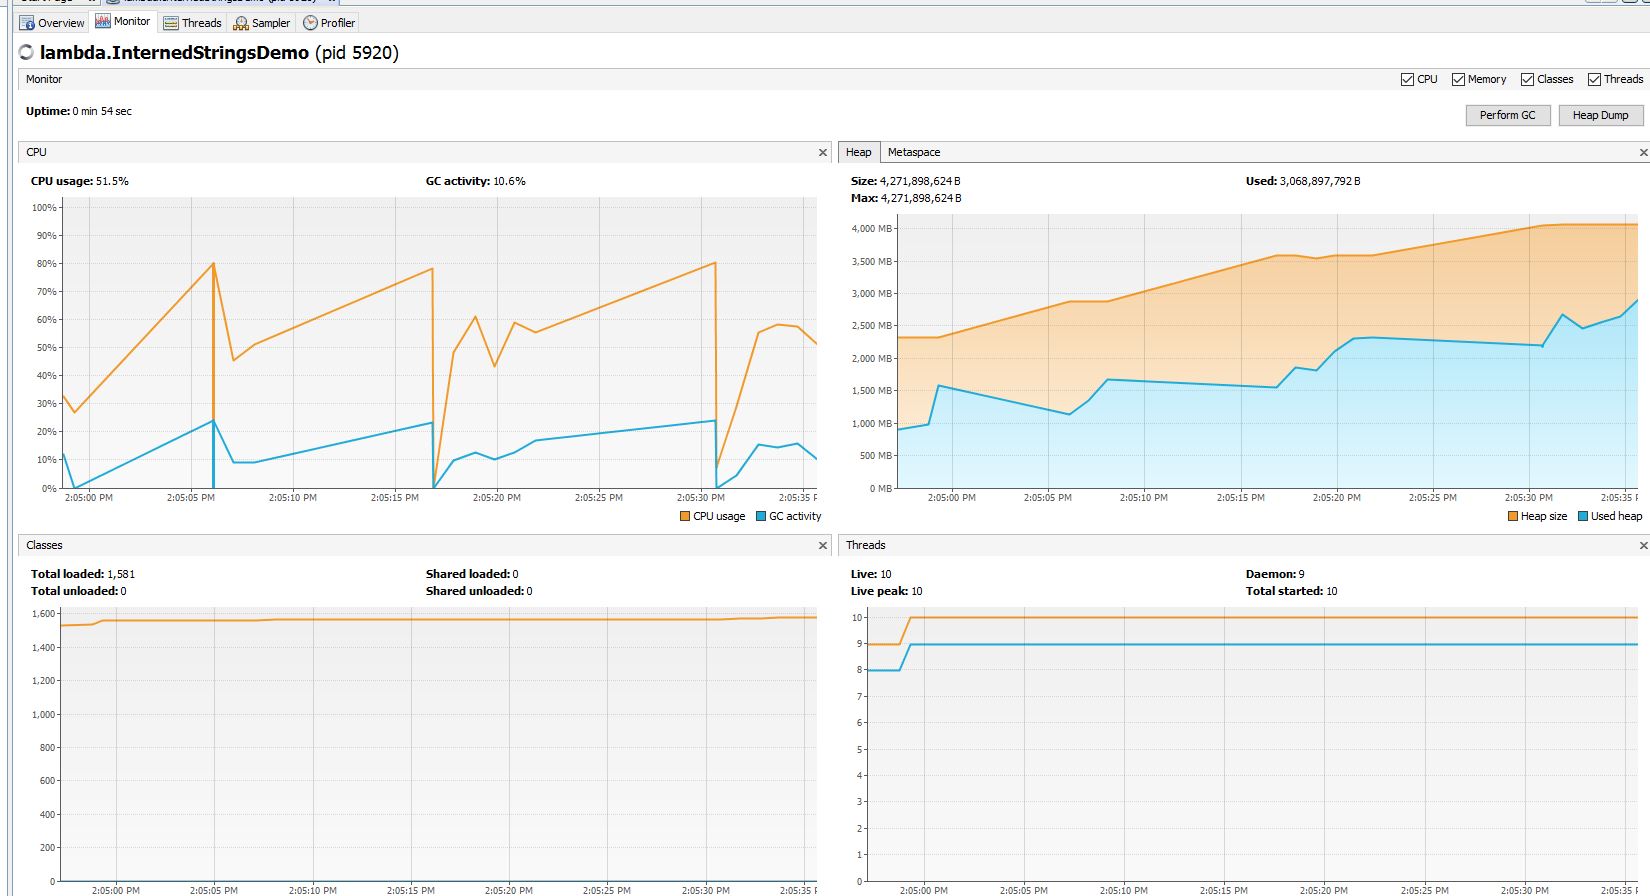 Overview Monitor Threads Sampler Profiler
lambda.InternedStringsDemo (pid 5920)
Monitor
CPU Memory Classes Threads
Uptime: 0 min 54 sec
Perform GC Heap Dump
CPU
CPU usage: 51.5% GC activity: 10.6%
100%
90%
80%
70%
60%
50%
40%
30%
20%
10%
0%
2:05:00 PM 2:05:05 PM 2:05:10 PM 2:05:15 PM 2:05:20 PM 2:05:25 PM 2:05:30 PM 2:05:35 P
CPU usage GC activity
Heap Metaspace
Size: 4,271,898,624 B Used: 3,068,897,792 B
Max: 4,271,898,624 B
4,000 MB
3,500 MB
3,000 MB
2,500 MB
2,000 MB
1,500 MB
1,000 MB
500 MB
0 MB
2:05:00 PM 2:05:05 PM 2:05:10 PM 2:05:15 PM 2:05:20 PM 2:05:25 PM 2:05:30 PM 2:05:35 P
Heap size Used heap
Classes
Total loaded: 1,581 Shared loaded: 0
Total unloaded: 0 Shared unloaded: 0
1,600
1,400
1,200
1,000
800
600
400
200
0
2:05:00 PM 2:05:05 PM 2:05:10 PM 2:05:15 PM 2:05:20 PM 2:05:25 PM 2:05:30 PM 2:05:35 P
Threads
Live: 10 Daemon: 9
Live peak: 10 Total started: 10
10
9
8
7
6
5
4
3
2
1
0
2:05:00 PM 2:05:05 PM 2:05:10 PM 2:05:15 PM 2:05:20 PM 2:05:25 PM 2:05:30 PM 2:05:35 P